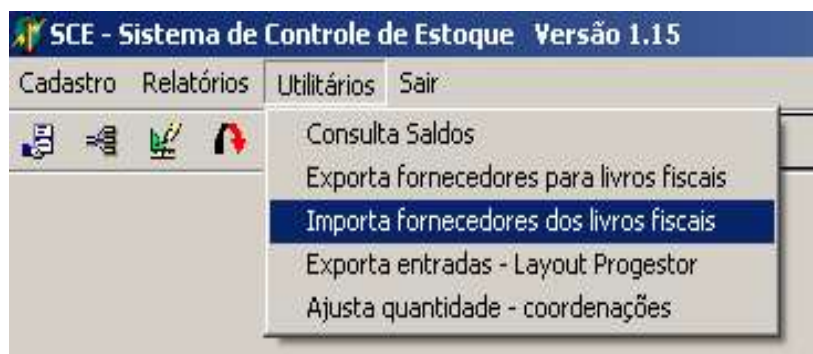 SCE - Sistema de Controle de Estoque Versão 1.15
Cadastro Relatórios Utilitários Sair
Consulta Saldos
Exporta fornecedores para livros fiscais
Importa fornecedores dos livros fiscais
Exporta entradas - Layout Progestor
Ajusta quantidade - coordenações